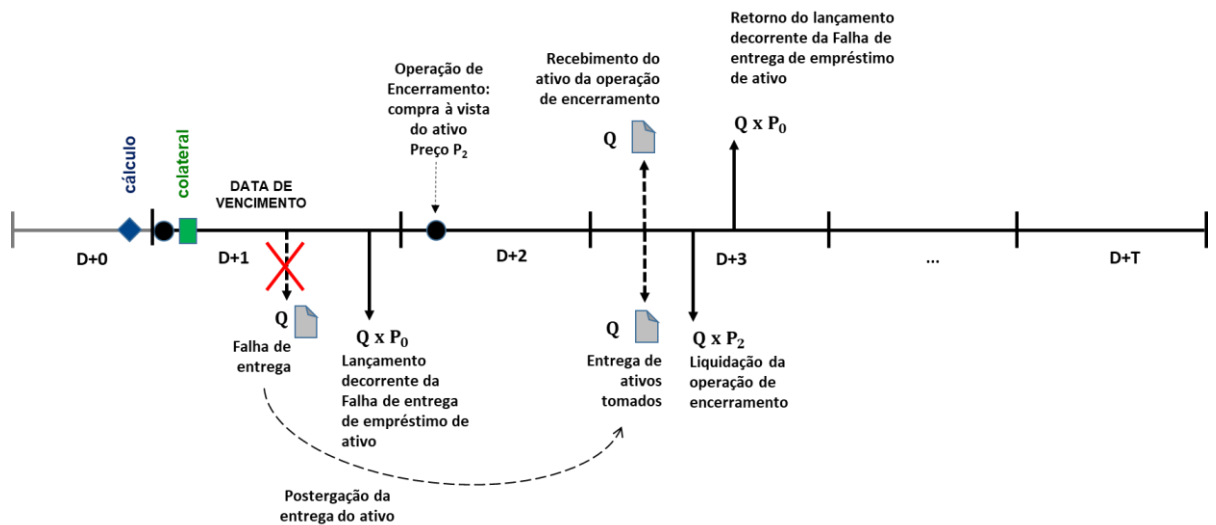 Retorno do lançamento
decorrente da Falha de
entrega de empréstimo
de ativo
Operação de
Encerramento:
compra à vista
do ativo
Preço P₂
Recebimento do
ativo da operação
de encerramento
Q
Q x P₀
cálculo
colateral
DATA DE
VENCIMENTO
D+0
D+1
D+2
D+3
...
D+T
Q
Falha de
entrega
Q x P₀
Lançamento
decorrente da
Falha de entrega
de empréstimo de
ativo
Q
Entrega de
ativos
tomados
Q x P₂
Liquidação da
operação de
encerramento
Postergação da
entrega do ativo